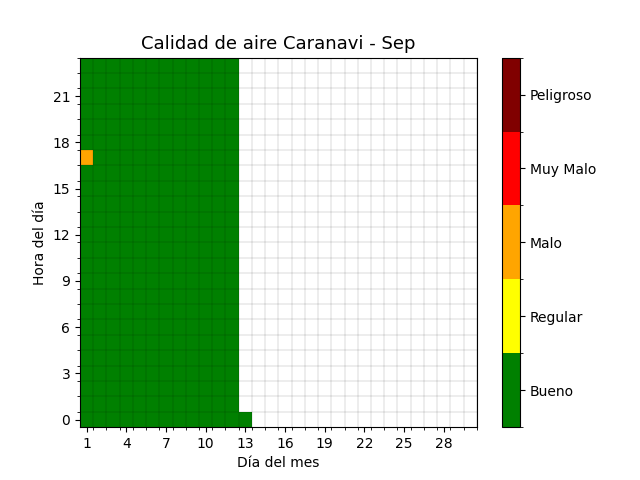 Calidad de aire Caranavi - Sep
Hora del día
21
18
15
12
9
6
3
0
1 4 7 10 13 16 19 22 25 28
Día del mes
Peligroso
Muy Malo
Malo
Regular
Bueno